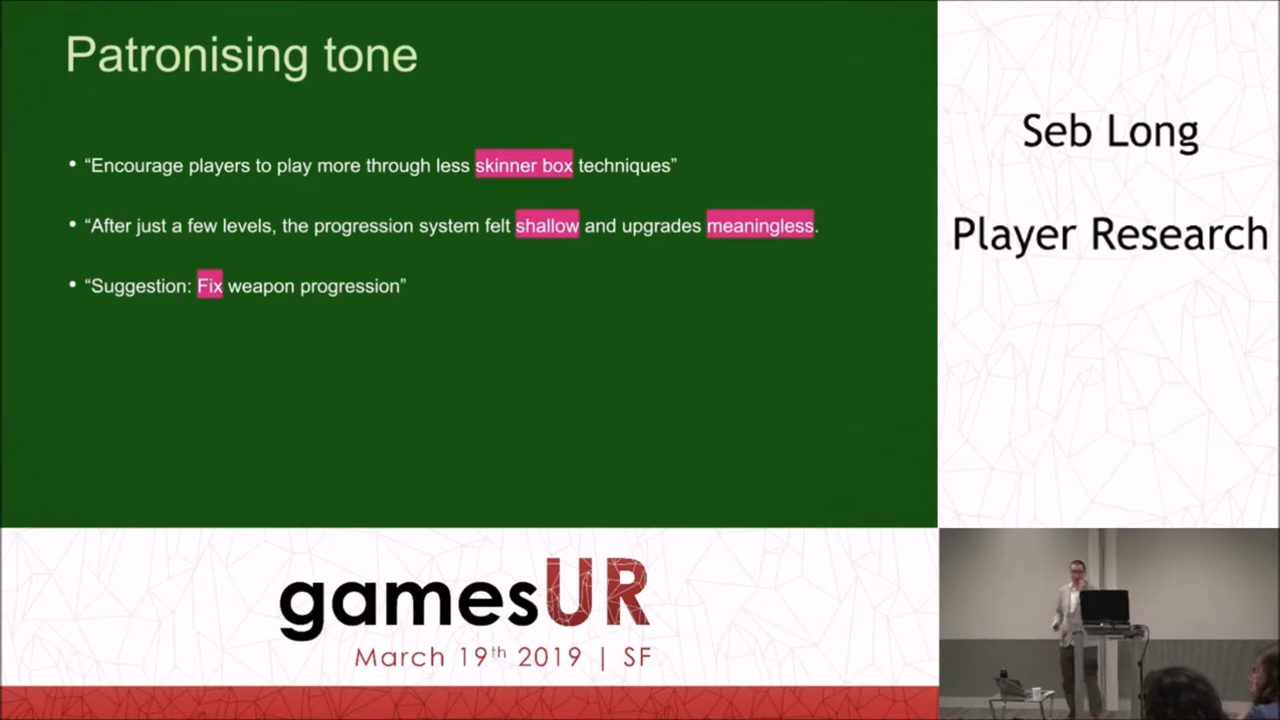 Patronising tone
• “Encourage players to play more through less skinner box techniques”
• “After just a few levels, the progression system felt shallow and upgrades meaningless.
• “Suggestion: Fix weapon progression”
Seb Long
Player Research
gamesUR
March 19th 2019 | SF